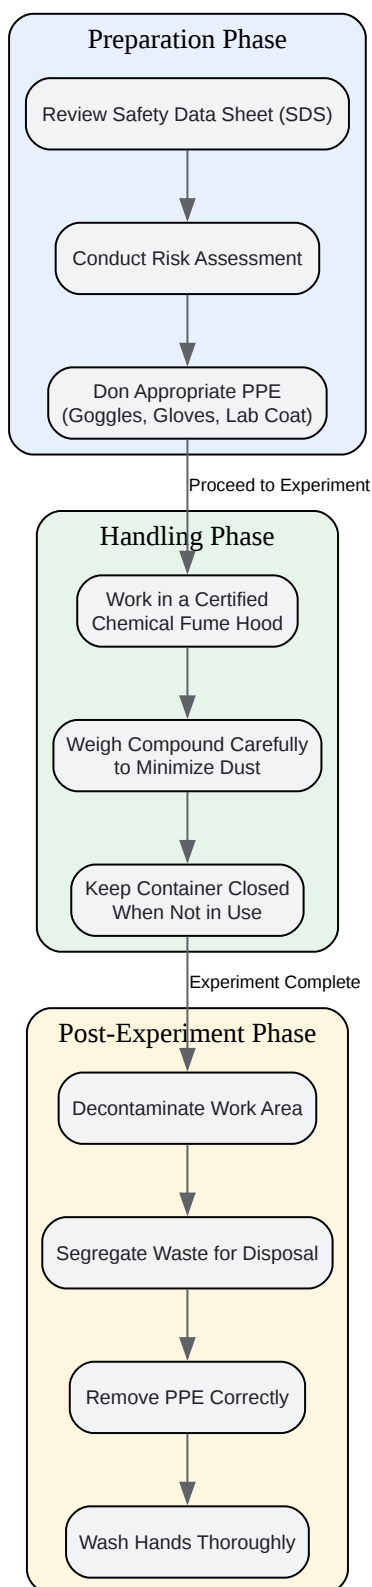 Preparation Phase
Review Safety Data Sheet (SDS)
Conduct Risk Assessment
Don Appropriate PPE
(Goggles, Gloves, Lab Coat)
Proceed to Experiment
Handling Phase
Work in a Certified
Chemical Fume Hood
Weigh Compound Carefully
to Minimize Dust
Keep Container Closed
When Not in Use
Experiment Complete
Post-Experiment Phase
Decontaminate Work Area
Segregate Waste for Disposal
Remove PPE Correctly
Wash Hands Thoroughly